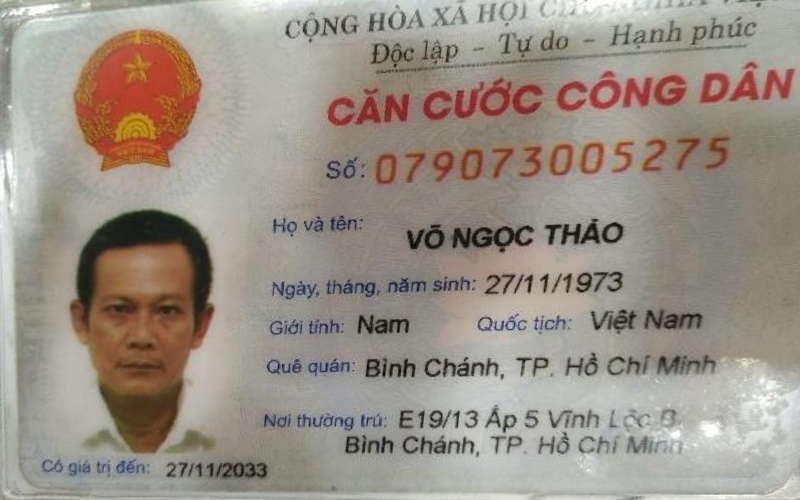 CỘNG HÒA XÃ HỘI CHỦ NGHĨA VIỆT
Độc lập - Tự do - Hạnh phúc
CĂN CƯỚC CÔNG DÂN
Số: 079073005275
Họ và tên: VÕ NGỌC THẢO
Ngày, tháng, năm sinh: 27/11/1973
Giới tính: Nam Quốc tịch: Việt Nam
Quê quán: Bình Chánh, TP. Hồ Chí Minh
Nơi thường trú: E19/13 Ấp 5 Vĩnh Lộc B,
Bình Chánh, TP. Hồ Chí Minh
Có giá trị đến: 27/11/2033